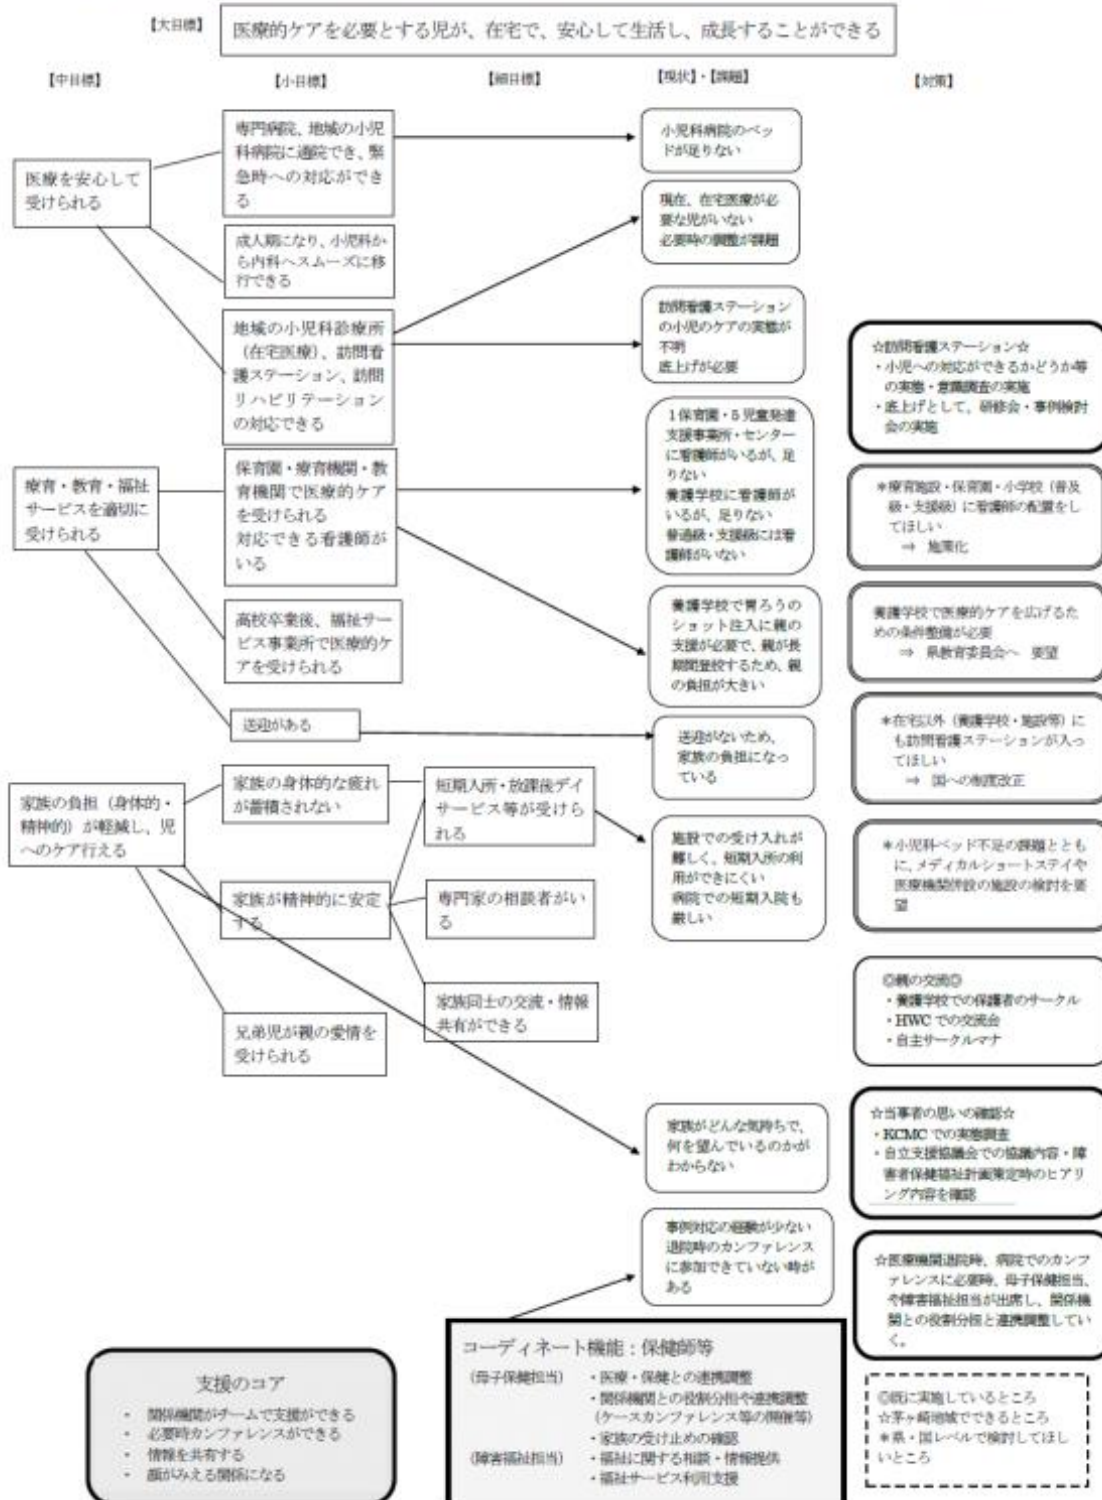 【大目標】
医療的ケアを必要とする児が、在宅で、安心して生活し、成長することができる
【中目標】
【小目標】
【細目標】
【現状】・【課題】
【対策】
医療を安心して
受けられる
療育・教育・福祉
サービスを適切に
受けられる
家族の負担（身体的・
精神的）が軽減し、児
へのケア行える
専門病院、地域の小児
科病院に通院でき、緊
急時への対応ができ
る
成人期になり、小児科か
ら内科へスムーズに移
行できる
地域の小児科診療所
（在宅医療）、訪問看
護ステーション、訪問
リハビリテーション
の対応できる
保育園・療育機関・教
育機関で医療的ケア
を受けられる
対応できる看護師が
いる
高校卒業後、福祉サー
ビス事業所で医療的ケ
アを受けられる
送迎がある
家族の身体的な疲れ
が蓄積されない
家族が精神的に安定
する
兄弟児が親の愛情を
受けられる
短期入所・放課後デイ
サービス等が受けら
れる
専門家の相談者がい
る
家族同士の交流・情報
共有ができる
小児科病院のベッ
ドが足りない
現在、在宅医療が必
要な児がいない
必要時の調整が課題
訪問看護ステーション
の小児のケアの実態が
不明
底上げが必要
1保育園・5児童発達
支援事業所・センター
に看護師がいるが、足
りない
養護学校に看護師が
いるが、足りない
普通級・支援級には看
護師がいない
養護学校で胃ろうの
ショット注入に親の
支援が必要で、親が長
期間登校するため、親
の負担が大きい
送迎がないため、
家族の負担になっ
ている
施設での受け入れが
難しく、短期入所の利
用ができにくい
病院での短期入院も
厳しい
家族がどんな気持ちで、
何を望んでいるのかが
わからない
事例対応の経験が少ない
退院時のカンファレンス
に参加できていない時が
ある
☆訪問看護ステーション☆
・小児への対応ができるかどうか等
の実態・意識調査の実施
・底上げとして、研修会・事例検討
会の実施
＊療育施設・保育園・小学校（普及
級・支援級）に看護師の配置をし
てほしい
⇒ 施策化
養護学校で医療的ケアを広げるた
めの条件整備が必要
⇒ 県教育委員会へ 要望
＊在宅以外（養護学校・施設等）に
も訪問看護ステーションが入っ
てほしい
⇒ 国への制度改正
＊小児科ベッド不足の課題ととも
に、メディカルショートステイや
医療機関併設の施設の検討を要
望
◎親の交流◎
・養護学校での保護者のサークル
・HWCでの交流会
・自主サークルマナ
☆当事者の思いの確認☆
・KCMCでの実態調査
・自立支援協議会での協議内容・障
害者保健福祉計画策定時のヒアリ
ング内容を確認
☆医療機関退院時、病院でのカンフ
ァレンスに必要時、母子保健担当、
や障害福祉担当が出席し、関係機
関との役割分担と連携調整してい
く。
支援のコア
・ 関係機関がチームで支援ができる
・ 必要時カンファレンスができる
・ 情報を共有する
・ 顔がみえる関係になる
コーディネート機能：保健師等
（母子保健担当） ・医療・保健との連携調整
・関係機関との役割分担や連携調整
（ケースカンファレンス等の開催等）
・家族の受け止めの確認
（障害福祉担当） ・福祉に関する相談・情報提供
・福祉サービス利用支援
◎既に実施しているところ
☆茅ヶ崎地域でできるところ
＊県・国レベルで検討してほし
いところ